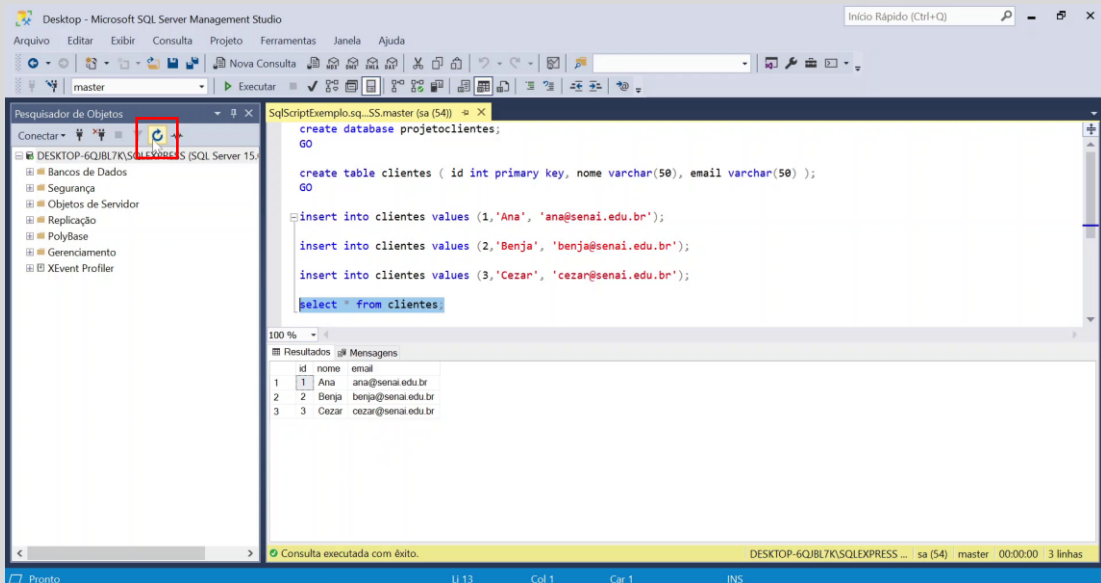 Desktop - Microsoft SQL Server Management Studio
Início Rápido (Ctrl+Q)
Arquivo Editar Exibir Consulta Projeto Ferramentas Janela Ajuda
Nova Consulta
master
Executar
Pesquisador de Objetos
Conectar
DESKTOP-6QJBL7K\SQLEXPRESS (SQL Server 15.
Bancos de Dados
Segurança
Objetos de Servidor
Replicação
PolyBase
Gerenciamento
XEvent Profiler
SqlScriptExemplo.sq...SS.master (sa (54))
create database projetoclientes;
GO
create table clientes ( id int primary key, nome varchar(50), email varchar(50) );
GO
insert into clientes values (1,'Ana', 'ana@senai.edu.br');
insert into clientes values (2,'Benja', 'benja@senai.edu.br');
insert into clientes values (3,'Cezar', 'cezar@senai.edu.br');
select * from clientes;
100 %
Resultados Mensagens
id nome email
1 1 Ana ana@senai.edu.br
2 2 Benja benja@senai.edu.br
3 3 Cezar cezar@senai.edu.br
Consulta executada com êxito.
DESKTOP-6QJBL7K\SQLEXPRESS ... sa (54) master 00:00:00 3 linhas
Pronto Li 13 Col 1 Car 1 INS